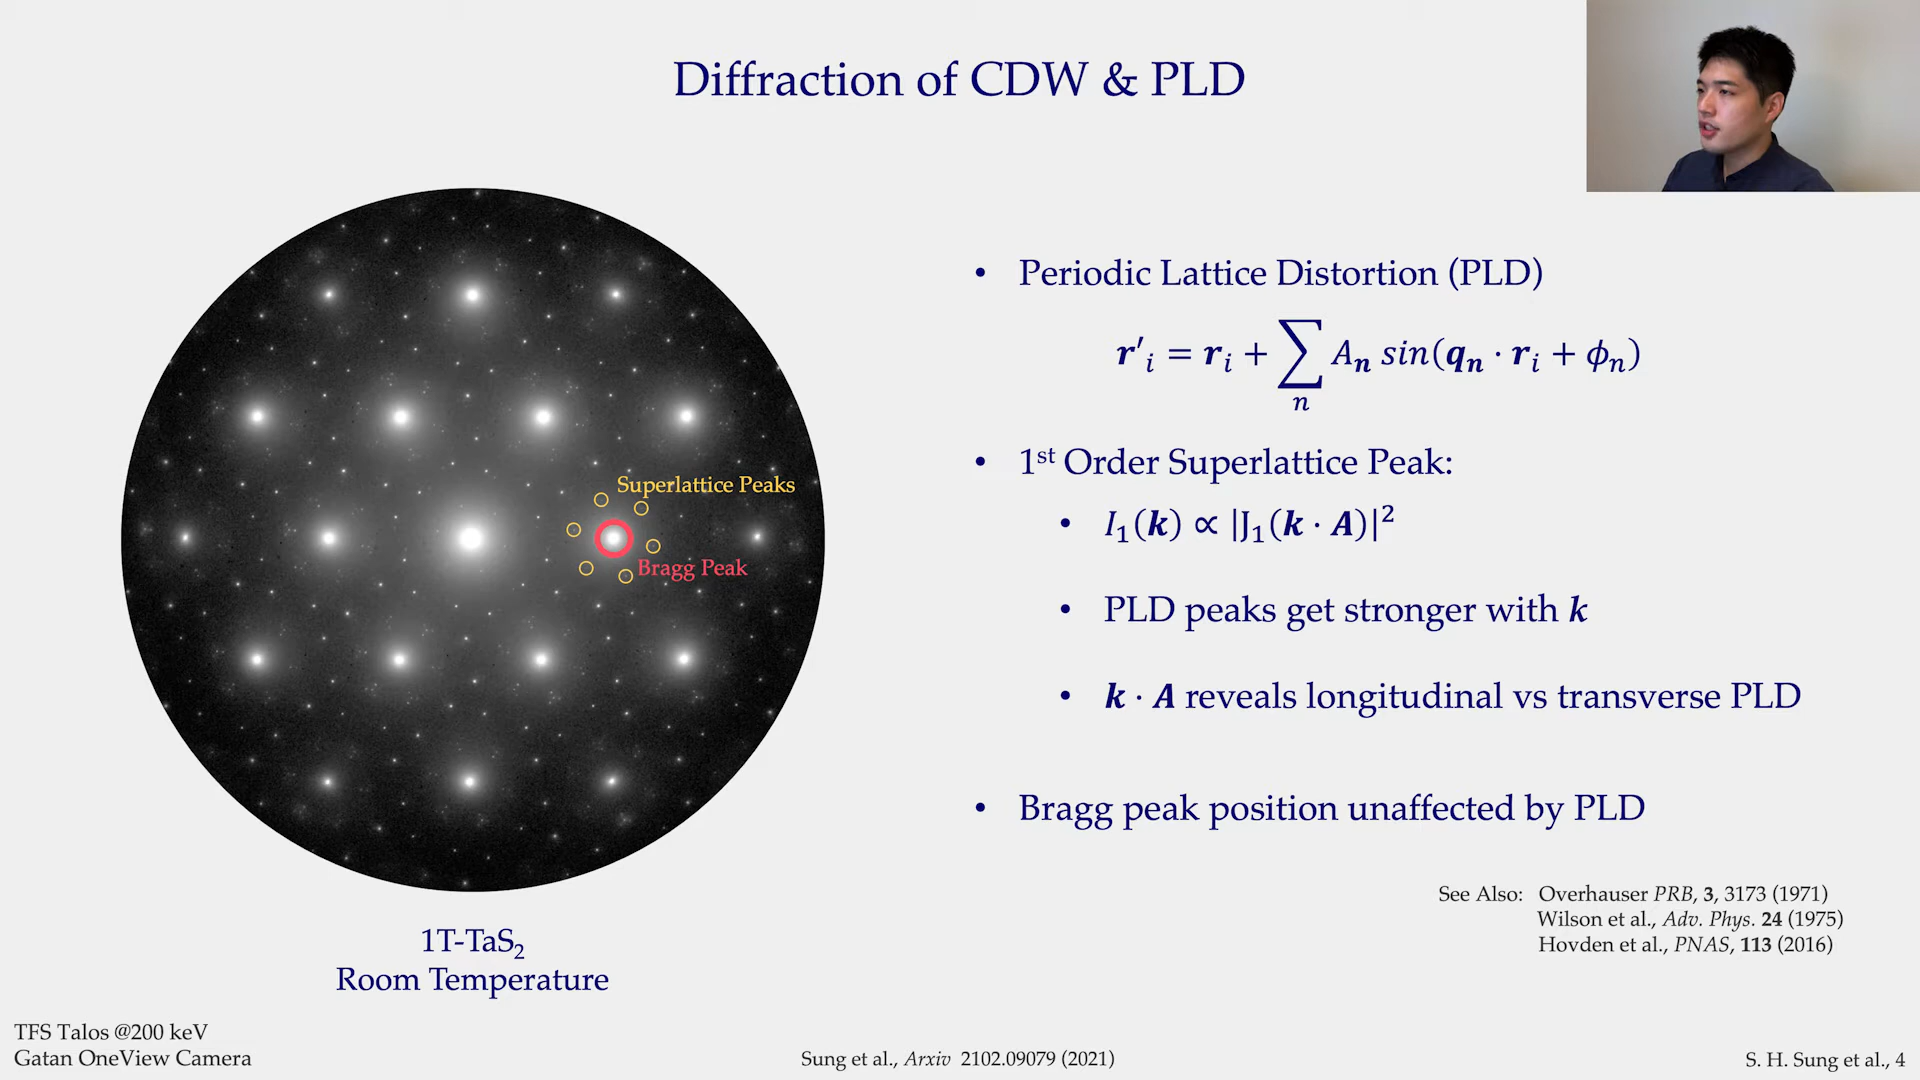 Diffraction of CDW & PLD
Superlattice Peaks
Bragg Peak
1T-TaS₂
Room Temperature
• Periodic Lattice Distortion (PLD)
r′ᵢ = rᵢ + ∑ₙ Aₙ sin(qₙ · rᵢ + ϕₙ)
• 1ˢᵗ Order Superlattice Peak:
• I₁(k) ∝ |J₁(k · A)|²
• PLD peaks get stronger with k
• k · A reveals longitudinal vs transverse PLD
• Bragg peak position unaffected by PLD
See Also: Overhauser PRB, 3, 3173 (1971)
Wilson et al., Adv. Phys. 24 (1975)
Hovden et al., PNAS, 113 (2016)
TFS Talos @200 keV
Gatan OneView Camera
Sung et al., Arxiv 2102.09079 (2021)
S. H. Sung et al., 4